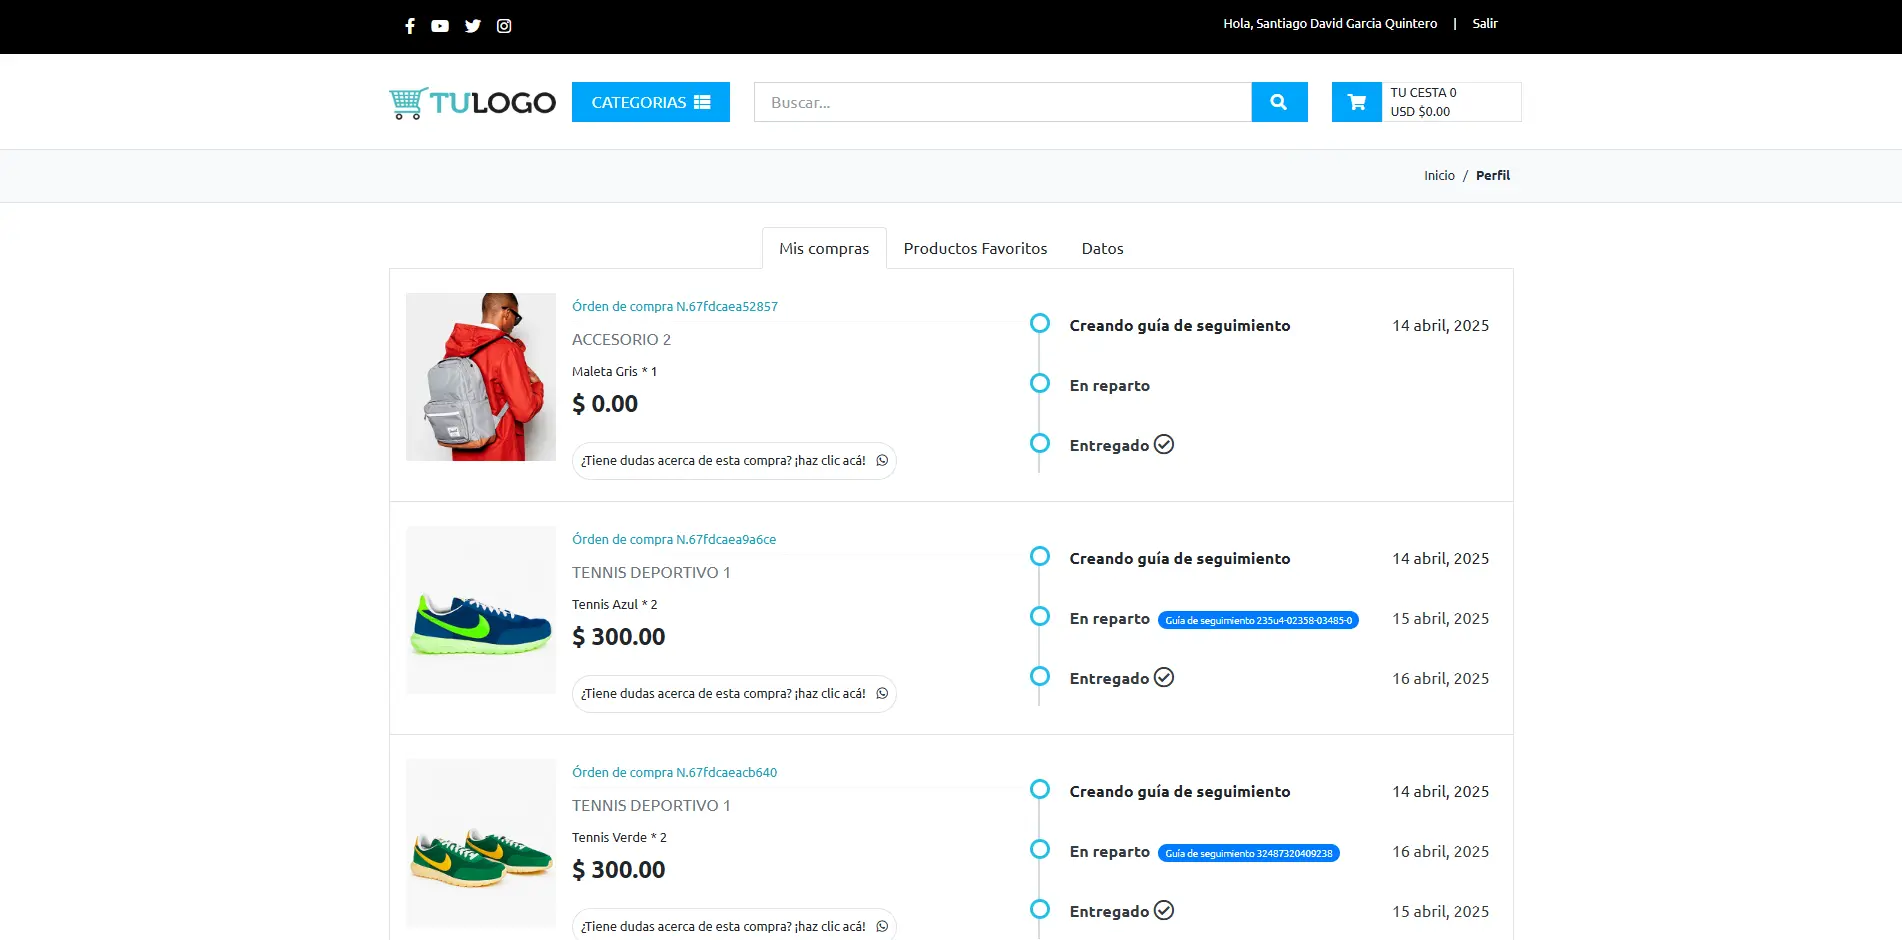 Hola, Santiago David Garcia Quintero | Salir
TULOGO
CATEGORIAS
Buscar...
TU CESTA 0
USD $0.00
Inicio / Perfil
Mis compras
Productos Favoritos
Datos
Órden de compra N.67fdcaea52857
ACCESORIO 2
Maleta Gris * 1
$ 0.00
¿Tiene dudas acerca de esta compra? ¡haz clic acá!
Creando guía de seguimiento 14 abril, 2025
En reparto
Entregado
Órden de compra N.67fdcaea9a6ce
TENNIS DEPORTIVO 1
Tennis Azul * 2
$ 300.00
¿Tiene dudas acerca de esta compra? ¡haz clic acá!
Creando guía de seguimiento 14 abril, 2025
En reparto Guía de seguimiento 235u4-02358-03485-0 15 abril, 2025
Entregado 16 abril, 2025
Órden de compra N.67fdcaeacb640
TENNIS DEPORTIVO 1
Tennis Verde * 2
$ 300.00
¿Tiene dudas acerca de esta compra? ¡haz clic acá!
Creando guía de seguimiento 14 abril, 2025
En reparto Guía de seguimiento 32487320409238 16 abril, 2025
Entregado 15 abril, 2025